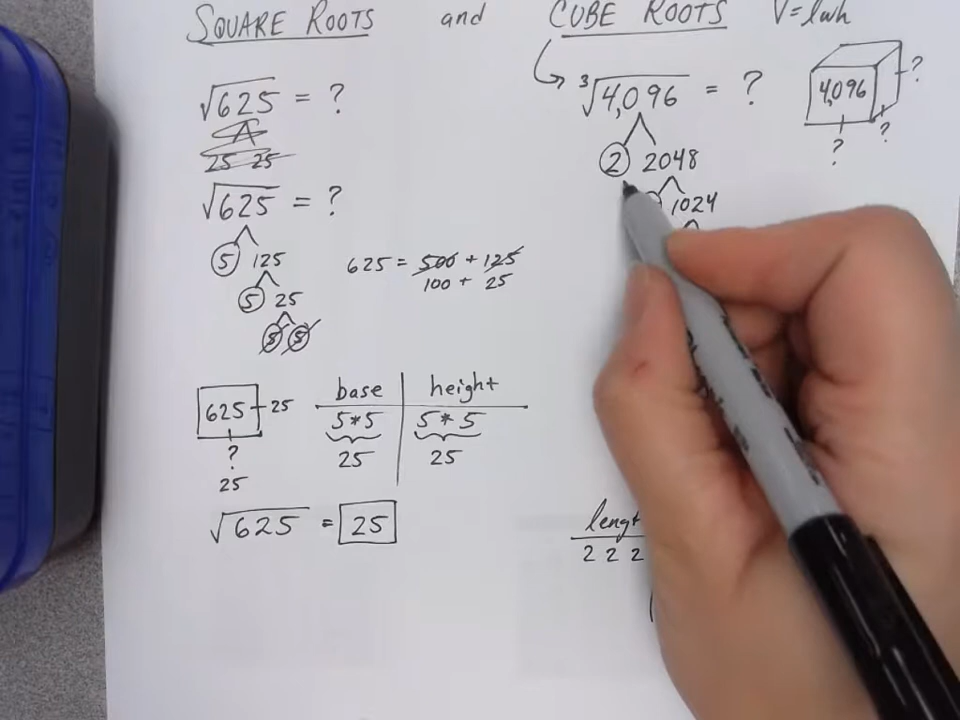 SQUARE ROOTS and CUBE ROOTS V=lwh
√625 = ?
25 25
√625 = ?
5 125
5 25
5 5
625 = 500 + 125
100 + 25
625 25
?
25
base height
5*5 5*5
25 25
√625 = 25
³√4,096 = ?
2 2048
1024
4,096 ?
?
?
2 2 2